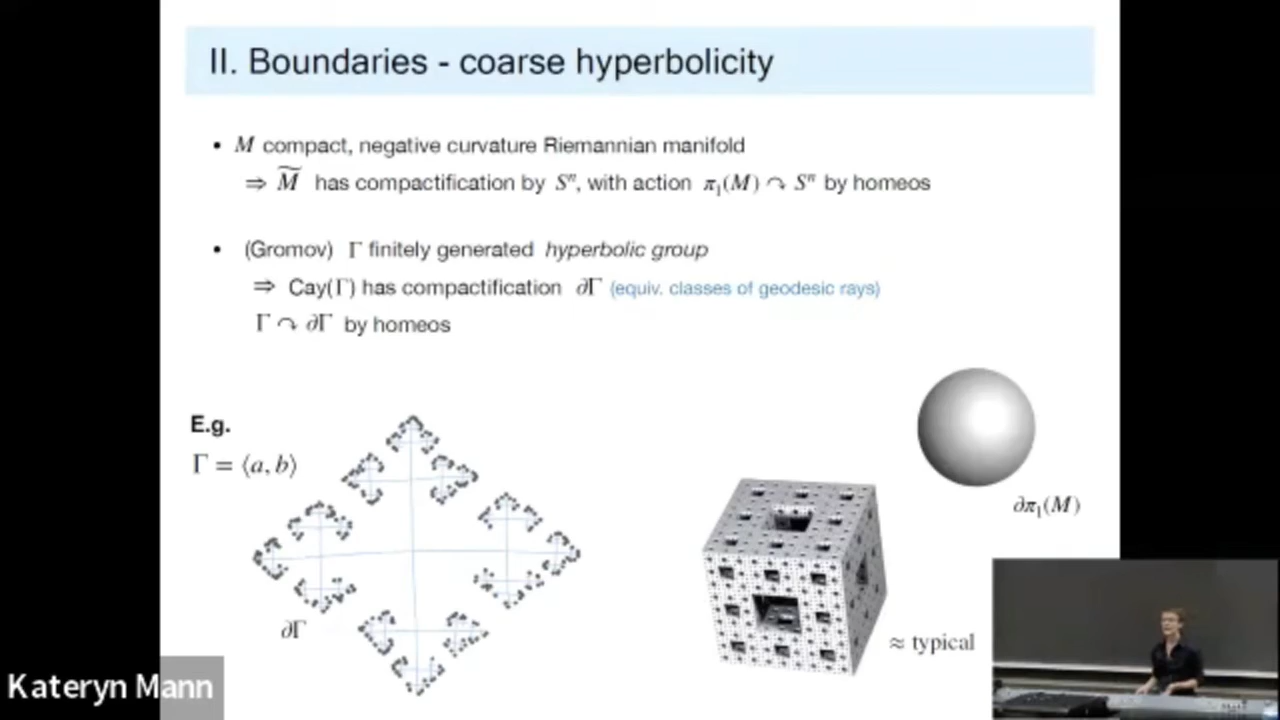 II. Boundaries - coarse hyperbolicity
• M compact, negative curvature Riemannian manifold
⇒ M̃ has compactification by Sⁿ, with action π₁(M) ↷ Sⁿ by homeos
• (Gromov) Γ finitely generated hyperbolic group
⇒ Cay(Γ) has compactification ∂Γ (equiv. classes of geodesic rays)
Γ ↷ ∂Γ by homeos
E.g.
Γ = ⟨a, b⟩
∂Γ
∂π₁(M)
≈ typical
Kateryn Mann